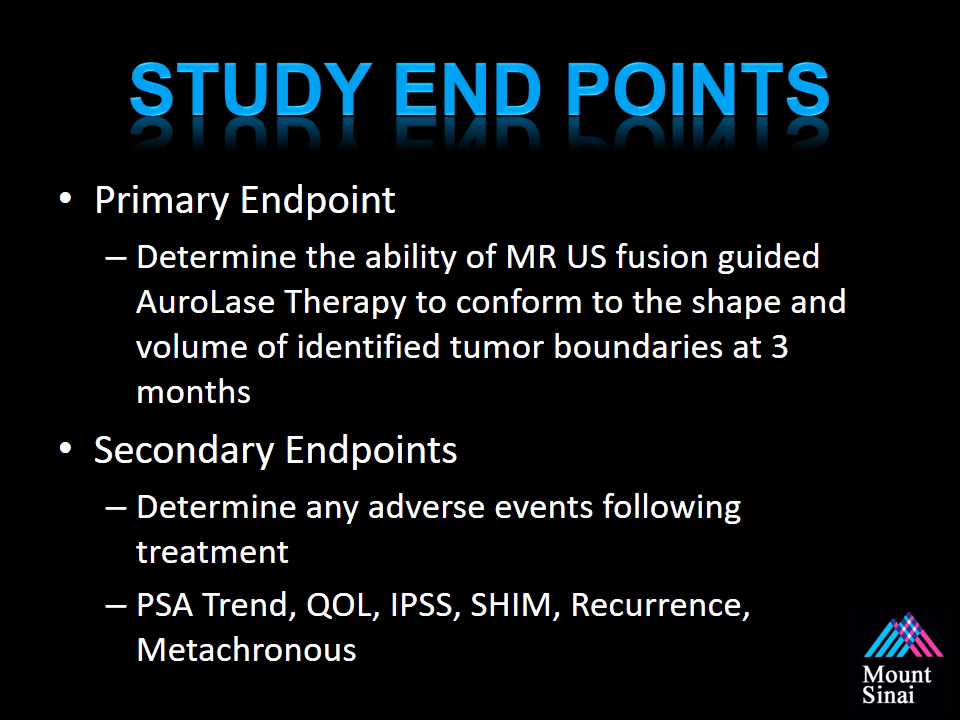 STUDY END POINTS
• Primary Endpoint
– Determine the ability of MR US fusion guided
AuroLase Therapy to conform to the shape and
volume of identified tumor boundaries at 3
months
• Secondary Endpoints
– Determine any adverse events following
treatment
– PSA Trend, QOL, IPSS, SHIM, Recurrence,
Metachronous
Mount
Sinai